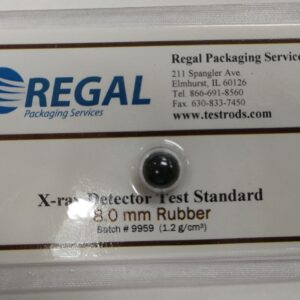 REGAL
Packaging Services
Regal Packaging Service
211 Spangler Ave.
Elmhurst, IL 60126
Tel 866-691-8560
Fax 630-833-7450
www.testrods.com
X-ray Detector Test Standard
8.0 mm Rubber
Batch # 9959 (1.2 g/cm³)